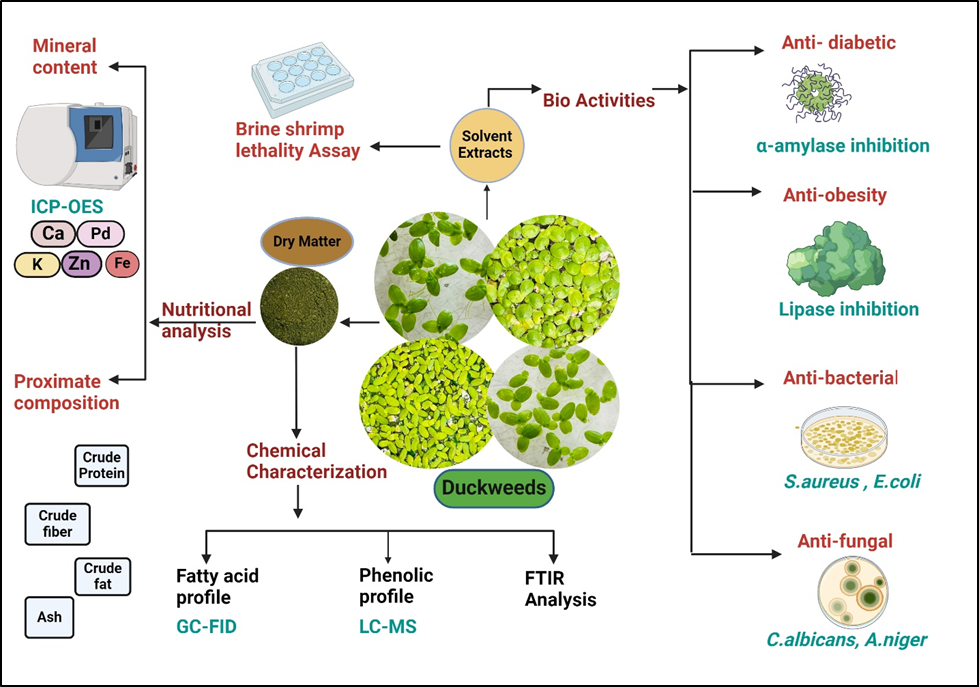 Mineral
content
ICP-OES
Ca
Pd
K
Zn
Fe
Nutritional
analysis
Proximate
composition
Crude
Protein
Crude
fiber
Crude
fat
Ash
Brine shrimp
lethality Assay
Solvent
Extracts
Dry Matter
Duckweeds
Chemical
Characterization
Fatty acid
profile
GC-FID
Phenolic
profile
LC-MS
FTIR
Analysis
Bio Activities
Anti- diabetic
α-amylase inhibition
Anti-obesity
Lipase inhibition
Anti-bacterial
S.aureus , E.coli
Anti-fungal
C.albicans, A.niger